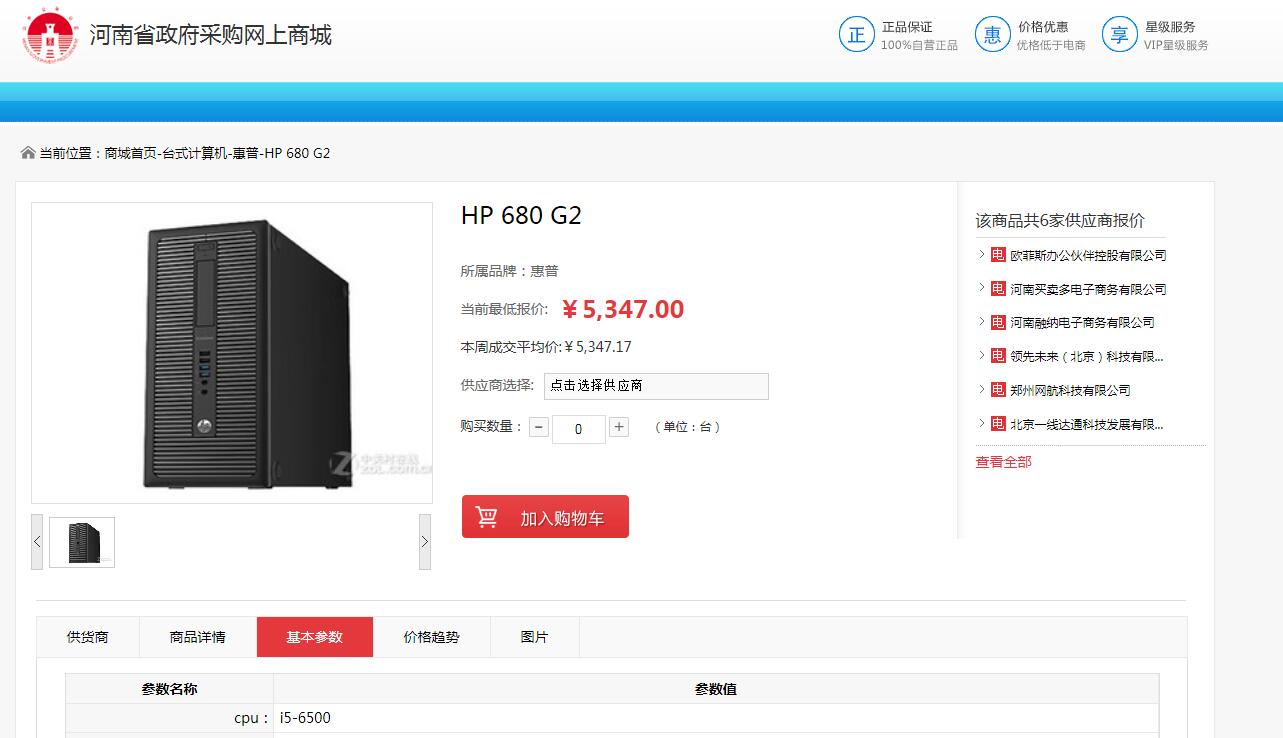 河南省政府采购网上商城
正
正品保证
100%自营正品
惠
价格优惠
优格低于电商
享
星级服务
VIP星级服务
当前位置：商城首页-台式计算机-惠普-HP 680 G2
HP 680 G2
所属品牌：惠普
当前最低报价: ￥5,347.00
本周成交平均价:￥5,347.17
供应商选择: 点击选择供应商
购买数量： - 0 + （单位：台）
加入购物车
该商品共6家供应商报价
电 欧菲斯办公伙伴控股有限公司
电 河南买卖多电子商务有限公司
电 河南融纳电子商务有限公司
电 领先未来（北京）科技有限...
电 郑州网航科技有限公司
电 北京一线达通科技发展有限...
查看全部
hp
中关村在线
ZOL.com.cn
供货商 商品详情 基本参数 价格趋势 图片
参数名称 参数值
cpu： i5-6500